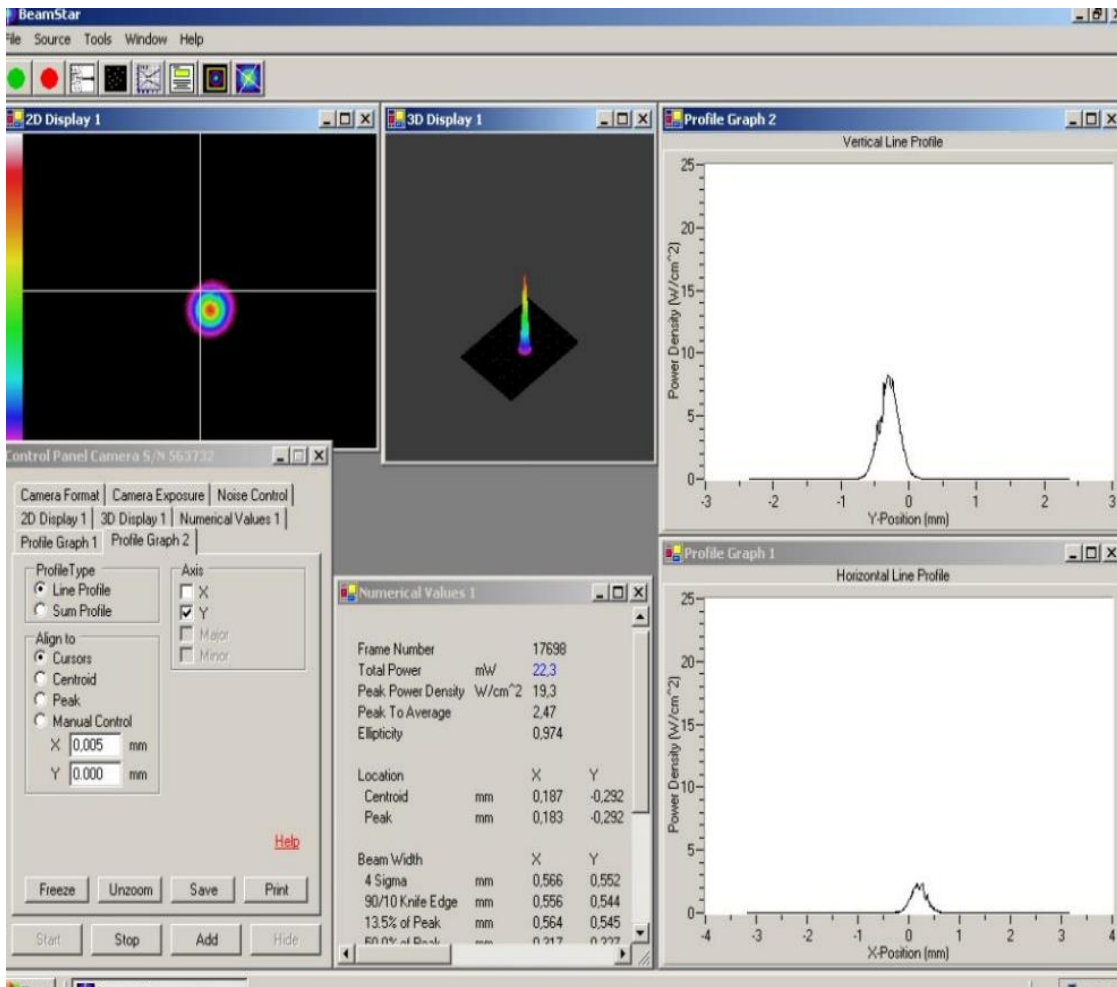 BeamStar
File Source Tools Window Help
2D Display 1
3D Display 1
Profile Graph 2
Vertical Line Profile
25
20
15
10
5
0
Power Density (W/cm^2)
-3 -2 -1 0 1 2 3
Y-Position (mm)
Control Panel Camera S/N 563732
Camera Format Camera Exposure Noise Control
2D Display 1 3D Display 1 Numerical Values 1
Profile Graph 1 Profile Graph 2
ProfileType
Line Profile
Sum Profile
Axis
X
Y
Major
Minor
Align to
Cursors
Centroid
Peak
Manual Control
X 0,005 mm
Y 0.000 mm
Help
Freeze Unzoom Save Print
Start Stop Add Hide
Numerical Values 1
Frame Number 17698
Total Power mW 22,3
Peak Power Density W/cm^2 19,3
Peak To Average 2,47
Ellipticity 0,974
Location X Y
Centroid mm 0,187 -0,292
Peak mm 0,183 -0,292
Beam Width X Y
4 Sigma mm 0,566 0,552
90/10 Knife Edge mm 0,556 0,544
13.5% of Peak mm 0,564 0,545
50.0% of Peak mm 0,317 0,327
Profile Graph 1
Horizontal Line Profile
25
20
15
10
5
0
Power Density (W/cm^2)
-4 -3 -2 -1 0 1 2 3 4
X-Position (mm)